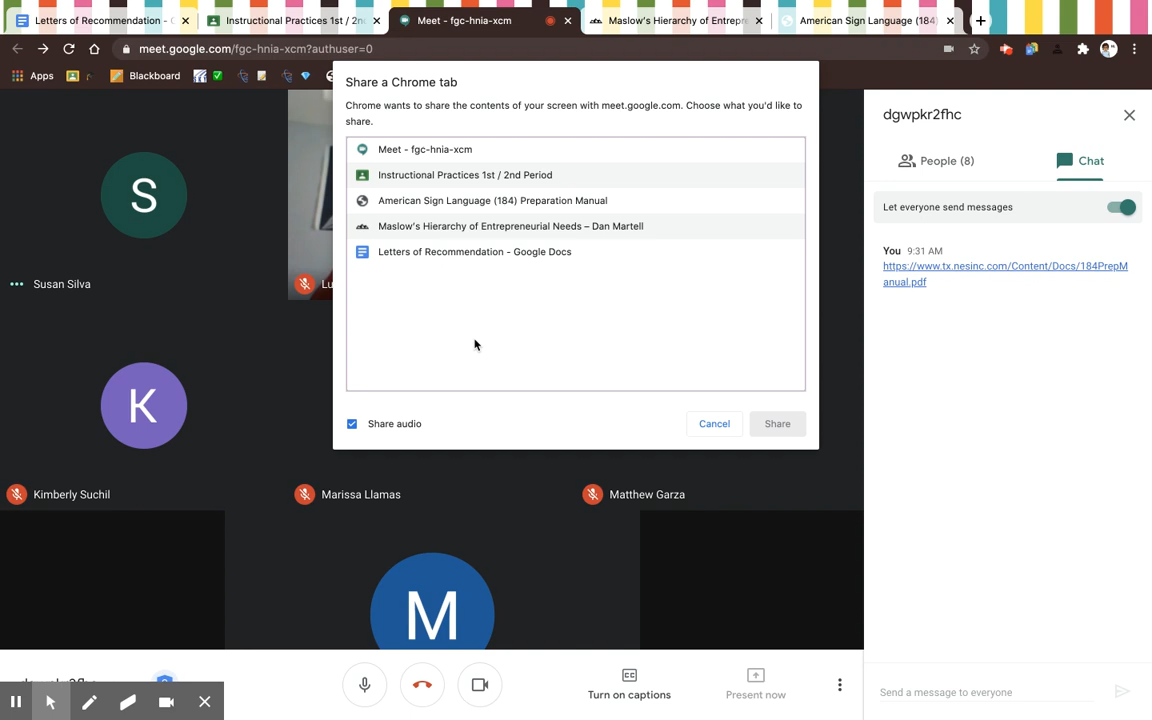 Letters of Recommendation - G
Instructional Practices 1st / 2n
Meet - fgc-hnia-xcm
Maslow's Hierarchy of Entrepr
American Sign Language (184)
meet.google.com/fgc-hnia-xcm?authuser=0
Apps
Blackboard
Share a Chrome tab
Chrome wants to share the contents of your screen with meet.google.com. Choose what you'd like to
share.
Meet - fgc-hnia-xcm
Instructional Practices 1st / 2nd Period
American Sign Language (184) Preparation Manual
Maslow's Hierarchy of Entrepreneurial Needs – Dan Martell
Letters of Recommendation - Google Docs
Share audio
Cancel
Share
S
Susan Silva
Lu
K
Kimberly Suchil
Marissa Llamas
Matthew Garza
M
dgwpkr2fhc
People (8)
Chat
Let everyone send messages
You 9:31 AM
https://www.tx.nesinc.com/Content/Docs/184PrepM
anual.pdf
Turn on captions
Present now
Send a message to everyone